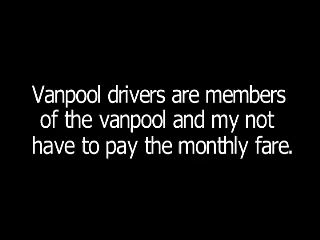 Vanpool drivers are members
of the vanpool and my not
have to pay the monthly fare.